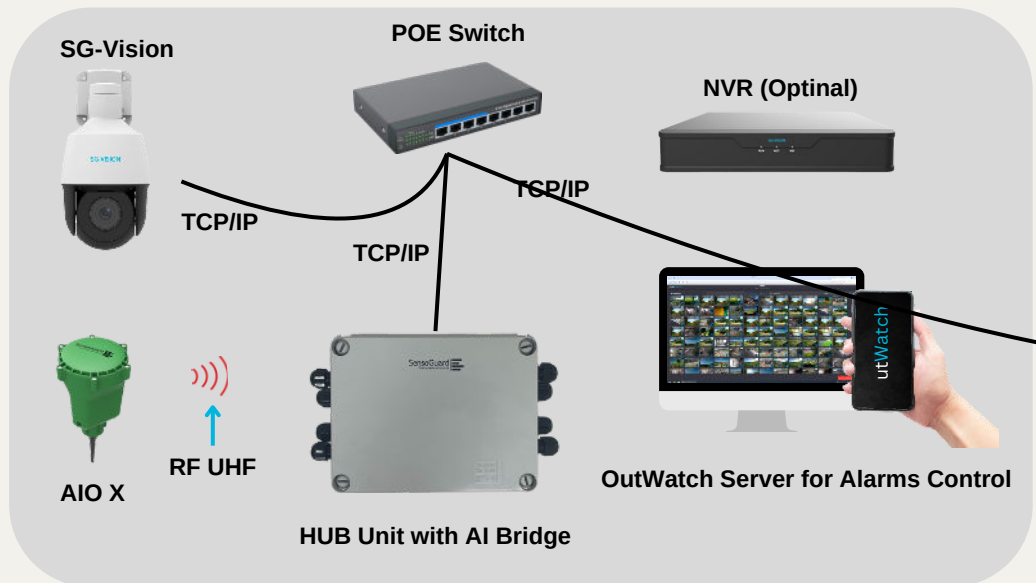 SG-Vision
POE Switch
NVR (Optinal)
SG-VISION
TCP/IP
TCP/IP
TCP/IP
SensoGuard
utWatch
RF UHF
AIO X
OutWatch Server for Alarms Control
HUB Unit with AI Bridge